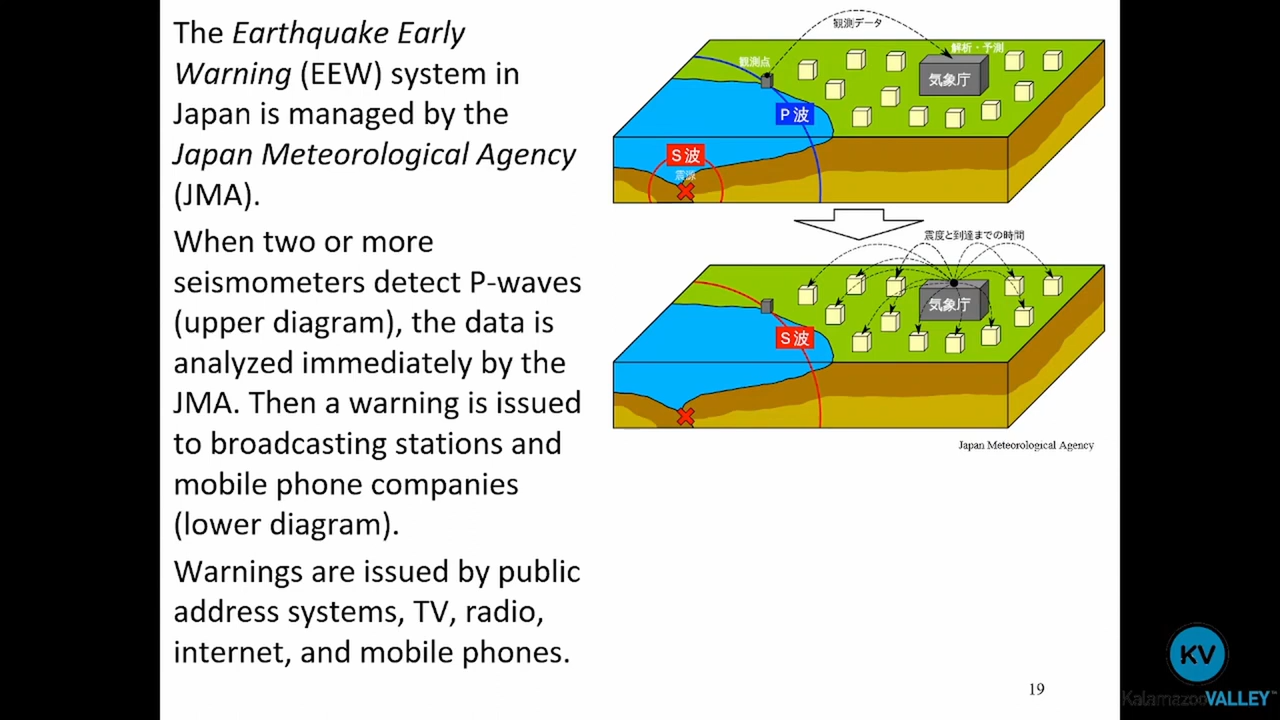 The Earthquake Early
Warning (EEW) system in
Japan is managed by the
Japan Meteorological Agency
(JMA).
When two or more
seismometers detect P-waves
(upper diagram), the data is
analyzed immediately by the
JMA. Then a warning is issued
to broadcasting stations and
mobile phone companies
(lower diagram).
Warnings are issued by public
address systems, TV, radio,
internet, and mobile phones.
観測データ
解析・予測
観測点
気象庁
P波
S波
震源
震度と到達までの時間
気象庁
S波
Japan Meteorological Agency
19
KV
KalamazooVALLEY™